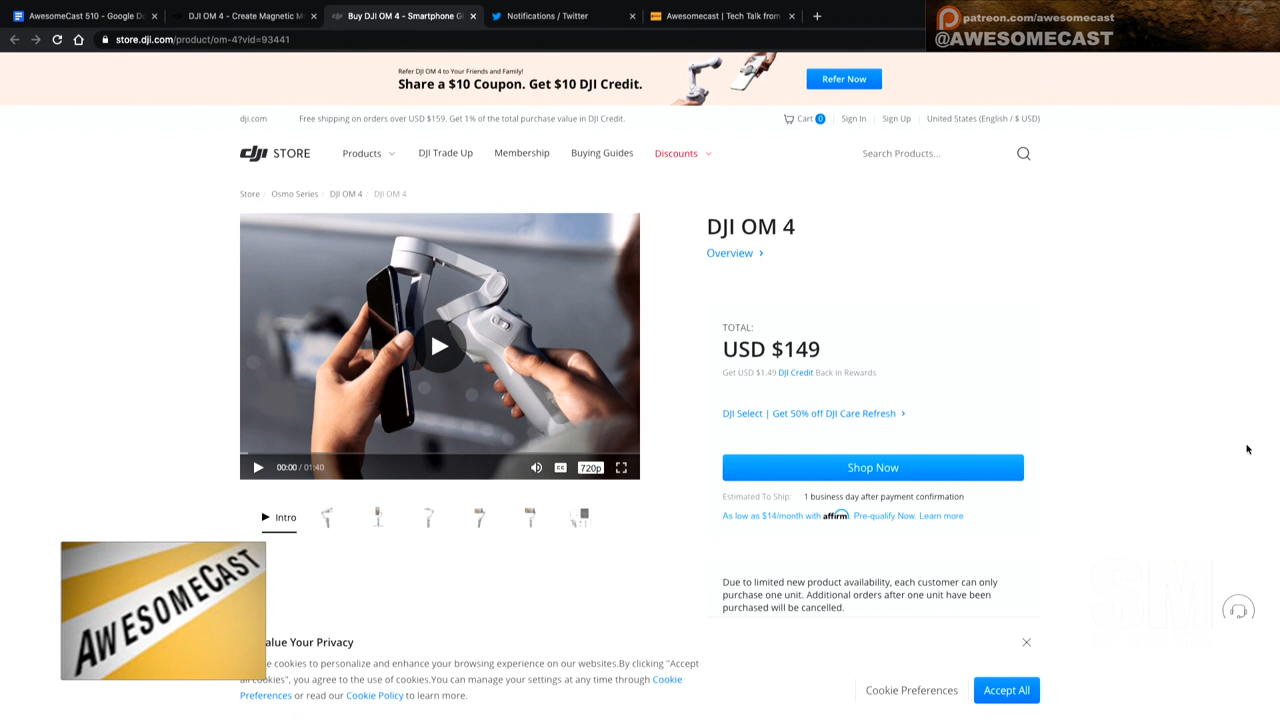 AwesomeCast 510 - Google Do
DJI OM 4 - Create Magnetic M
Buy DJI OM 4 - Smartphone G
Notifications / Twitter
Awesomecast | Tech Talk from
store.dji.com/product/om-4?vid=93441
patreon.com/awesomecast
@AWESOMECAST
Refer DJI OM 4 to Your Friends and Family!
Share a $10 Coupon. Get $10 DJI Credit.
Refer Now
dji.com
Free shipping on orders over USD $159. Get 1% of the total purchase value in DJI Credit.
Cart 0
Sign In
Sign Up
United States (English / $ USD)
dji STORE
Products
DJI Trade Up
Membership
Buying Guides
Discounts
Search Products...
Store / Osmo Series / DJI OM 4 / DJI OM 4
DJI OM 4
Overview >
TOTAL:
USD $149
Get USD $1.49 DJI Credit Back in Rewards
DJI Select | Get 50% off DJI Care Refresh >
Shop Now
Estimated To Ship: 1 business day after payment confirmation
As low as $14/month with affirm. Pre-qualify Now. Learn more
00:00 / 01:40
CC
720p
Intro
Due to limited new product availability, each customer can only
purchase one unit. Additional orders after one unit have been
purchased will be cancelled.
AWESOMECAST
SM
alue Your Privacy
e cookies to personalize and enhance your browsing experience on our websites.By clicking "Accept
all cookies", you agree to the use of cookies.You can manage your settings at any time through Cookie
Preferences or read our Cookie Policy to learn more.
Cookie Preferences
Accept All